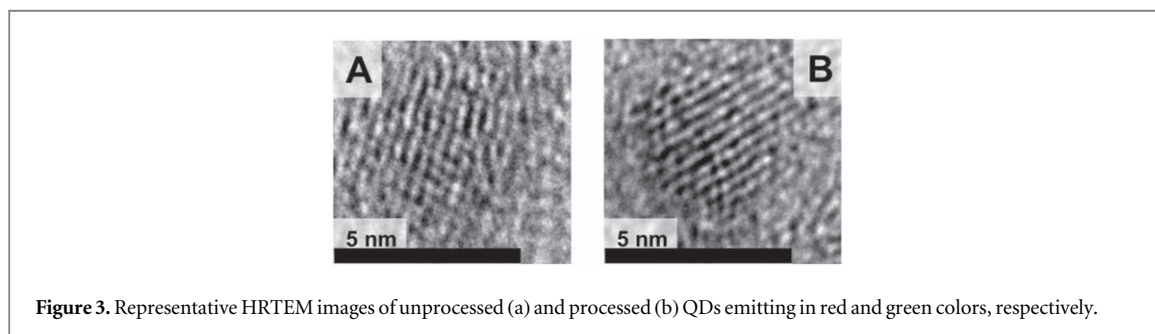 A
B
5 nm
5 nm
Figure 3. Representative HRTEM images of unprocessed (a) and processed (b) QDs emitting in red and green colors, respectively.